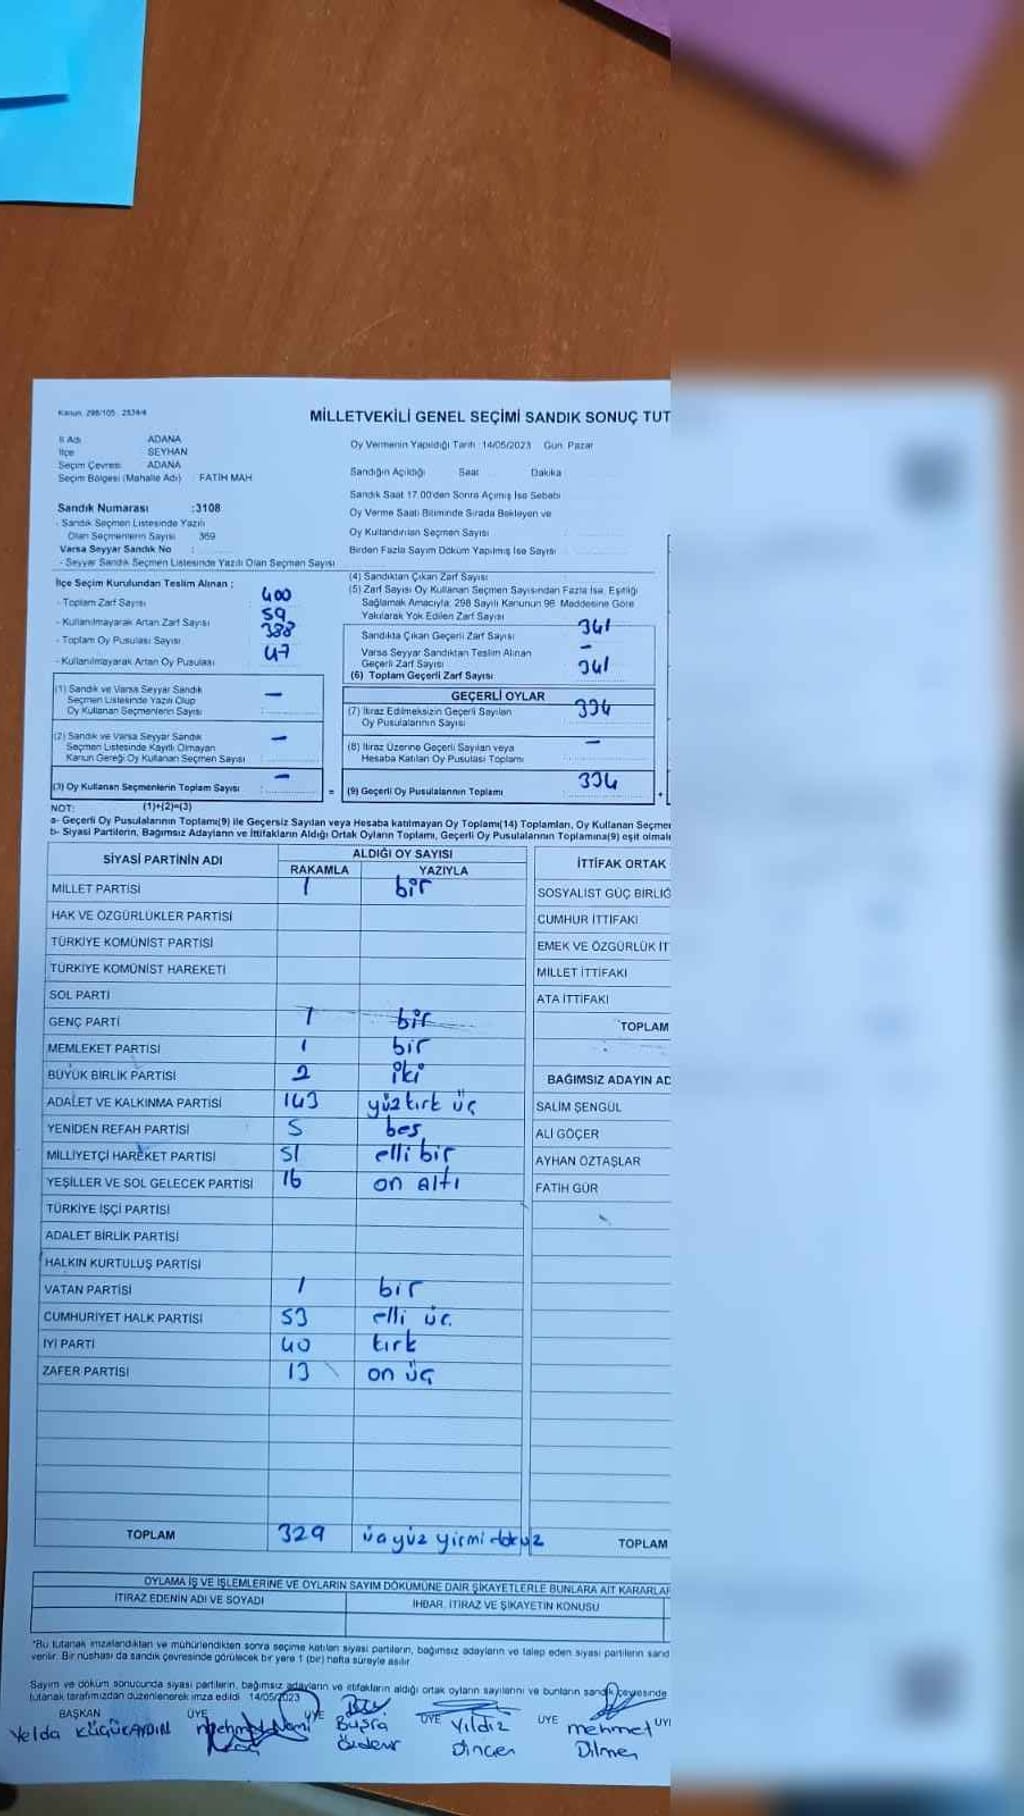 Kanun: 298/105 - 2834/4
MİLLETVEKİLİ GENEL SEÇİMİ SANDIK SONUÇ TUT
İl Adı ADANA
İlçe SEYHAN
Seçim Çevresi ADANA
Seçim Bölgesi (Mahalle Adı) FATİH MAH
Oy Vermenin Yapıldığı Tarih : 14/05/2023 Gün: Pazar
Sandığın Açıldığı Saat Dakika
Sandık Saat 17.00'den Sonra Açımış İse Sebebi
Sandık Numarası :3108
- Sandık Seçmen Listesinde Yazılı
Olan Seçmenlerin Sayısı 369
Varsa Seyyar Sandık No :
- Seyyar Sandık Seçmen Listesinde Yazılı Olan Seçmen Sayısı
Oy Verme Saati Bitiminde Sırada Bekleyen ve
Oy Kullandırılan Seçmen Sayısı
Birden Fazla Sayım Döküm Yapılmış İse Sayısı
İlçe Seçim Kurulundan Teslim Alınan ;
- Toplam Zarf Sayısı 400
- Kullanılmayarak Artan Zarf Sayısı 59
- Toplam Oy Pusulası Sayısı 388
- Kullanılmayarak Artan Oy Pusulası 47
(4) Sandıktan Çıkan Zarf Sayısı
(5) Zarf Sayısı Oy Kullanan Seçmen Sayısından Fazla İse, Eşitliği
Sağlamak Amacıyla, 298 Sayılı Kanunun 98. Maddesine Göre
Yakılarak Yok Edilen Zarf Sayısı
Sandıkta Çıkan Geçerli Zarf Sayısı 341
Varsa Seyyar Sandıktan Teslim Alınan
Geçerli Zarf Sayısı -
(6) Toplam Geçerli Zarf Sayısı 341
(1) Sandık ve Varsa Seyyar Sandık
Seçmen Listesinde Yazılı Olup
Oy Kullanan Seçmenlerin Sayısı -
(2) Sandık ve Varsa Seyyar Sandık
Seçmen Listesinde Kayıtlı Olmayan
Kanun Gereği Oy Kullanan Seçmen Sayısı -
(3) Oy Kullanan Seçmenlerin Toplam Sayısı -
(1)+(2)=(3)
GEÇERLİ OYLAR
(7) İtiraz Edilmeksizin Geçerli Sayılan
Oy Pusulalarının Sayısı 334
(8) İtiraz Üzerine Geçerli Sayılan veya
Hesaba Katılan Oy Pusulası Toplamı -
= (9) Geçerli Oy Pusulalarının Toplamı 334 +
NOT:
a- Geçerli Oy Pusulalarının Toplamı(9) ile Geçersiz Sayılan veya Hesaba katılmayan Oy Toplamı(14) Toplamları, Oy Kullanan Seçme
b- Siyasi Partilerin, Bağımsız Adayların ve İttifakların Aldığı Ortak Oyların Toplamı, Geçerli Oy Pusulalarının Toplamına(9) eşit olmalı
SİYASİ PARTİNİN ADI ALDIĞI OY SAYISI
RAKAMLA YAZIYLA
MİLLET PARTİSİ 1 bir
HAK VE ÖZGÜRLÜKLER PARTİSİ
TÜRKİYE KOMÜNİST PARTİSİ
TÜRKİYE KOMÜNİST HAREKETİ
SOL PARTİ
GENÇ PARTİ 1 bir
MEMLEKET PARTİSİ 1 bir
BÜYÜK BİRLİK PARTİSİ 2 iki
ADALET VE KALKINMA PARTİSİ 143 yüz kırk üç
YENİDEN REFAH PARTİSİ 5 beş
MİLLİYETÇİ HAREKET PARTİSİ 51 elli bir
YEŞİLLER VE SOL GELECEK PARTİSİ 16 on altı
TÜRKİYE İŞÇİ PARTİSİ
ADALET BİRLİK PARTİSİ
HALKIN KURTULUŞ PARTİSİ
VATAN PARTİSİ 1 bir
CUMHURİYET HALK PARTİSİ 53 elli üç
İYİ PARTİ 40 kırk
ZAFER PARTİSİ 13 on üç
TOPLAM 329 üçyüz yirmi dokuz
İTTİFAK ORTAK
SOSYALİST GÜÇ BİRLİĞ
CUMHUR İTTİFAKI
EMEK VE ÖZGÜRLÜK İT
MİLLET İTTİFAKI
ATA İTTİFAKI
TOPLAM
BAĞIMSIZ ADAYIN AD
SALİM ŞENGÜL
ALİ GÖÇER
AYHAN ÖZTAŞLAR
FATİH GÜR
TOPLAM
OYLAMA İŞ VE İŞLEMLERİNE VE OYLARIN SAYIM DÖKÜMÜNE DAİR ŞİKAYETLERLE BUNLARA AİT KARARLA
İTİRAZ EDENİN ADI VE SOYADI İHBAR, İTİRAZ VE ŞİKAYETİN KONUSU
*Bu tutanak imzalandıktan ve mühürlendikten sonra seçime katılan siyasi partilerin, bağımsız adayların ve talep eden siyasi partilerin sand
verilir. Bir nüshası da sandık çevresinde görülecek bir yere 1 (bir) hafta süreyle asılır.
Sayım ve döküm sonucunda siyasi partilerin, bağımsız adayların ve ittifakların aldığı ortak oyların sayılarını ve bunların sandık çevresinde
tutanak tarafımızdan düzenlenerek imza edildi 14/05/2023
BAŞKAN ÜYE ÜYE ÜYE ÜYE ÜYE
Yelda KÜÇÜKAYDIN Mehmet Büşra Yıldız mehmet
Özdemir Dinçer Dilmen